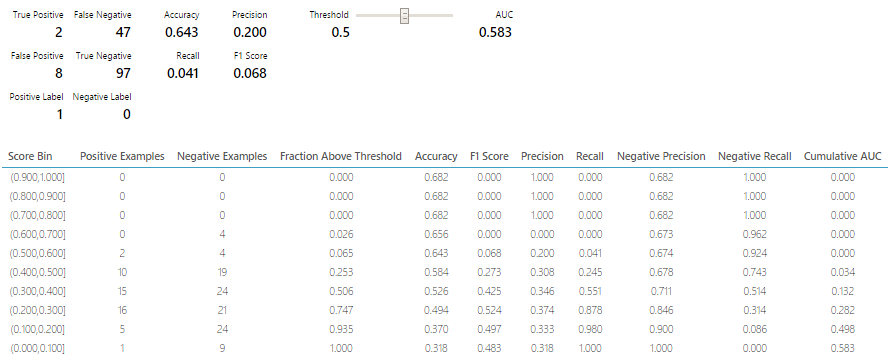 True Positive False Negative Accuracy Precision Threshold AUC
2 47 0.643 0.200 0.5 0.583
False Positive True Negative Recall F1 Score
8 97 0.041 0.068
Positive Label Negative Label
1 0
Score Bin Positive Examples Negative Examples Fraction Above Threshold Accuracy F1 Score Precision Recall Negative Precision Negative Recall Cumulative AUC
(0.900,1.000] 0 0 0.000 0.682 0.000 1.000 0.000 0.682 1.000 0.000
(0.800,0.900] 0 0 0.000 0.682 0.000 1.000 0.000 0.682 1.000 0.000
(0.700,0.800] 0 0 0.000 0.682 0.000 1.000 0.000 0.682 1.000 0.000
(0.600,0.700] 0 4 0.026 0.656 0.000 0.000 0.000 0.673 0.962 0.000
(0.500,0.600] 2 4 0.065 0.643 0.068 0.200 0.041 0.674 0.924 0.000
(0.400,0.500] 10 19 0.253 0.584 0.273 0.308 0.245 0.678 0.743 0.034
(0.300,0.400] 15 24 0.506 0.526 0.425 0.346 0.551 0.711 0.514 0.132
(0.200,0.300] 16 21 0.747 0.494 0.524 0.374 0.878 0.846 0.314 0.282
(0.100,0.200] 5 24 0.935 0.370 0.497 0.333 0.980 0.900 0.086 0.498
(0.000,0.100] 1 9 1.000 0.318 0.483 0.318 1.000 1.000 0.000 0.583